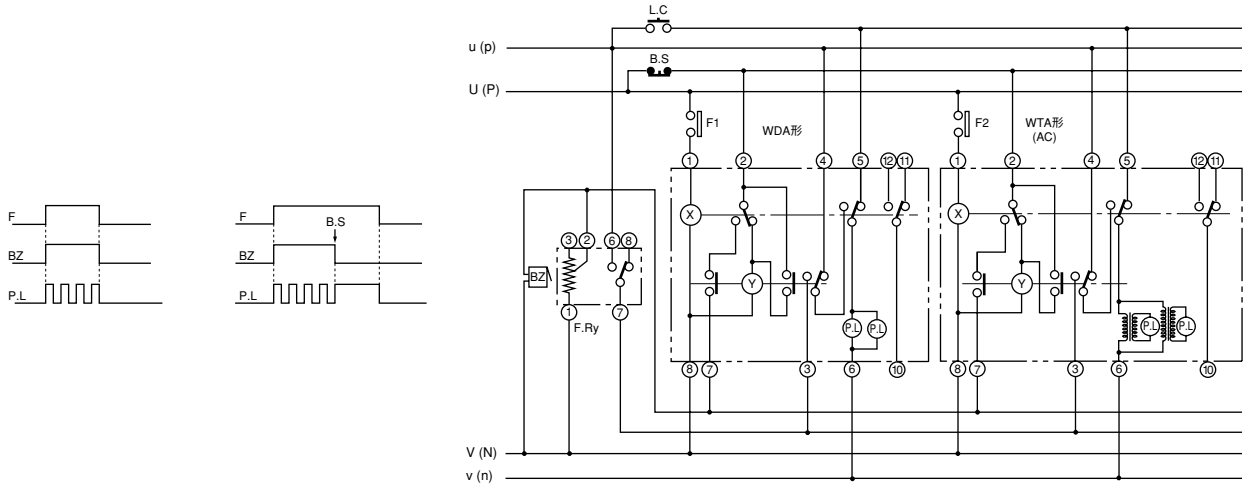 F
BZ
P.L
F
B.S
BZ
P.L
L.C
u (p)
B.S
U (P)
F1
WDA形
F2
WTA形
(AC)
1
2
4
5
12
11
1
2
4
5
12
11
X
X
3
2
6
8
BZ
Y
Y
1
7
F.Ry
P.L
P.L
P.L
P.L
8
7
3
6
10
8
7
3
6
10
V (N)
v (n)